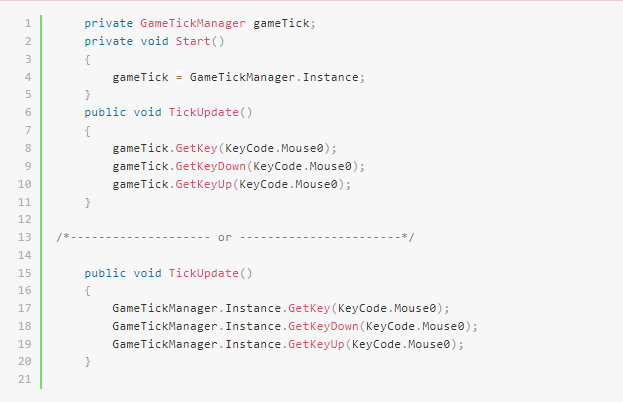 1 private GameTickManager gameTick;
2 private void Start()
3 {
4 gameTick = GameTickManager.Instance;
5 }
6 public void TickUpdate()
7 {
8 gameTick.GetKey(KeyCode.Mouse0);
9 gameTick.GetKeyDown(KeyCode.Mouse0);
10 gameTick.GetKeyUp(KeyCode.Mouse0);
11 }
12
13 /*-------------------- or -----------------------*/
14
15 public void TickUpdate()
16 {
17 GameTickManager.Instance.GetKey(KeyCode.Mouse0);
18 GameTickManager.Instance.GetKeyDown(KeyCode.Mouse0);
19 GameTickManager.Instance.GetKeyUp(KeyCode.Mouse0);
20 }
21